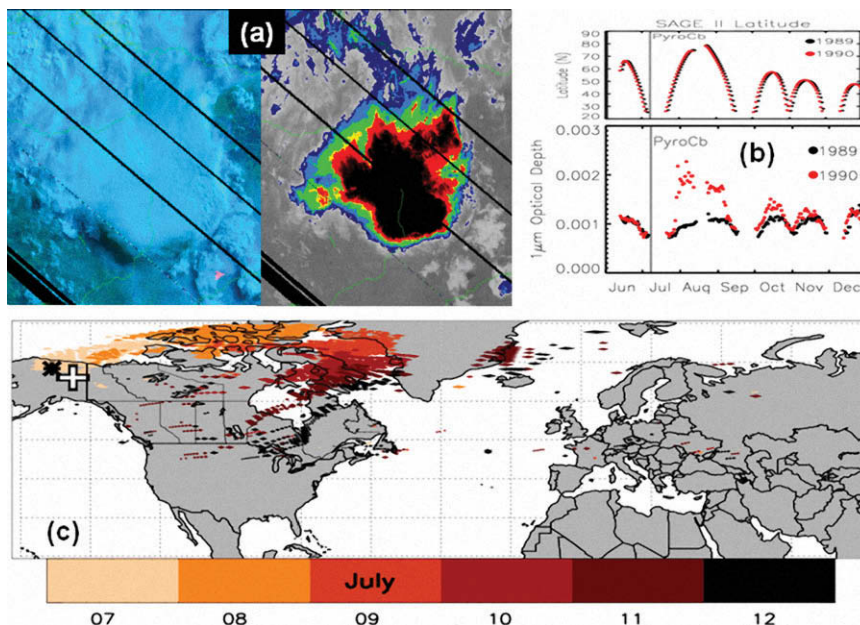 (a)
SAGE II Latitude
Latitude (N)
90
80
70
60
50
40
30
20
PyroCb
1989
1990
(b)
1μm Optical Depth
0.003
0.002
0.001
0.000
PyroCb
1989
1990
Jun Jul Aug Sep Oct Nov Dec
(c)
July
07 08 09 10 11 12